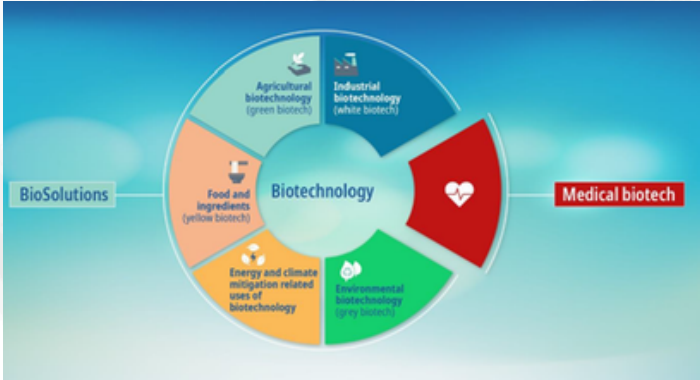 Agricultural
biotechnology
(green biotech)
Industrial
biotechnology
(white biotech)
BioSolutions
Food and
ingredients
(yellow biotech)
Biotechnology
Medical biotech
Energy and climate
mitigation related
uses of
biotechnology
Environmental
biotechnology
(grey biotech)